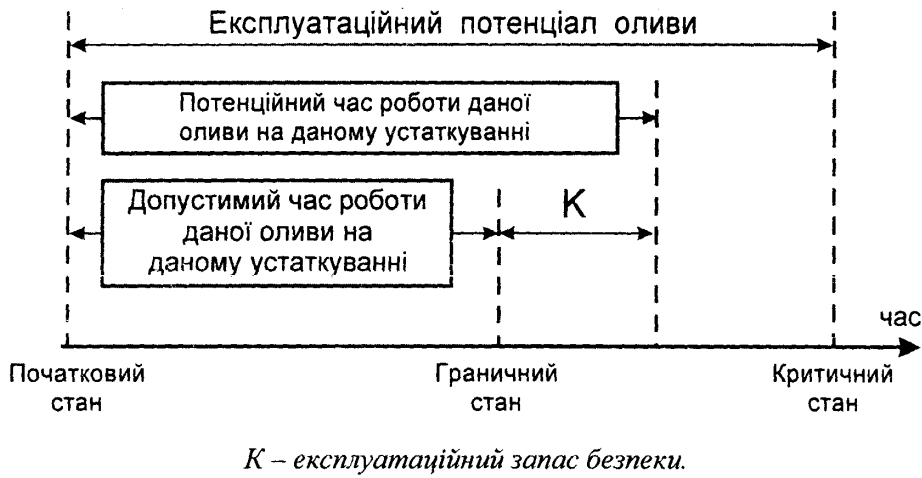 Експлуатаційний потенціал оливи
Потенційний час роботи даної
оливи на даному устаткуванні
Допустимий час роботи
даної оливи на
даному устаткуванні
К
час
Початковий
стан
Граничний
стан
Критичний
стан
К – експлуатаційний запас безпеки.